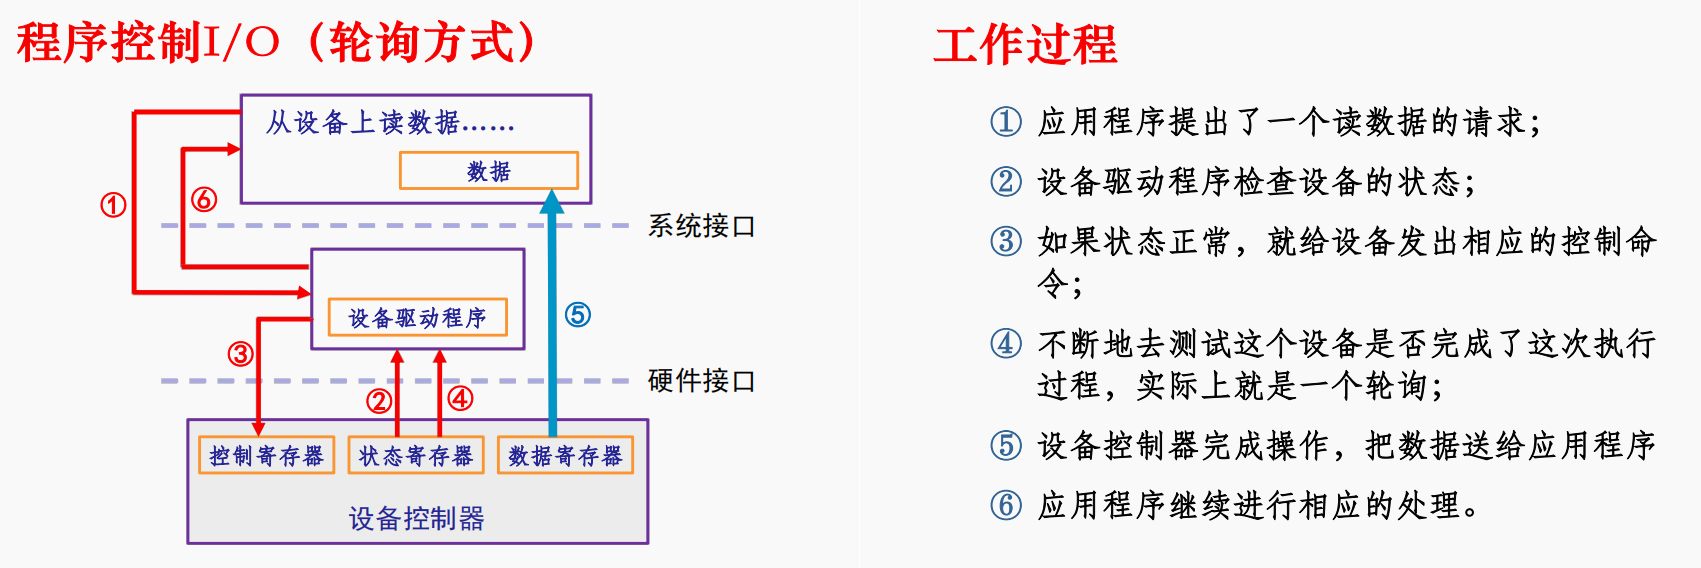 程序控制I/O（轮询方式）
从设备上读数据……
数据
①
⑥
系统接口
设备驱动程序
⑤
③
②
④
硬件接口
控制寄存器
状态寄存器
数据寄存器
设备控制器
工作过程
① 应用程序提出了一个读数据的请求；
② 设备驱动程序检查设备的状态；
③ 如果状态正常，就给设备发出相应的控制命
令；
④ 不断地去测试这个设备是否完成了这次执行
过程，实际上就是一个轮询；
⑤ 设备控制器完成操作，把数据送给应用程序
⑥ 应用程序继续进行相应的处理。